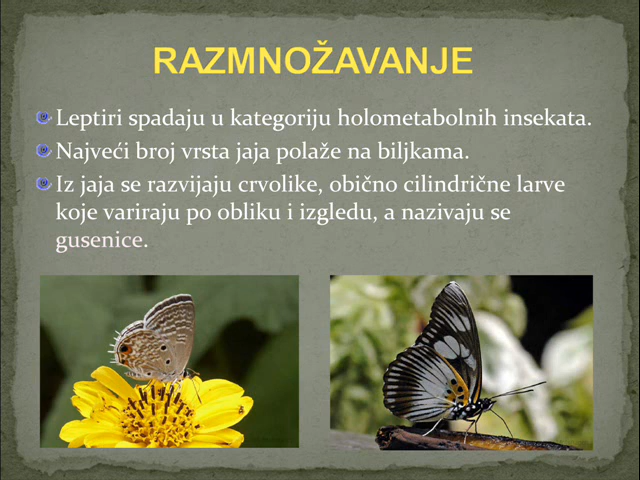 RAZMNOŽAVANJE
Leptiri spadaju u kategoriju holometabolnih insekata.
Najveći broj vrsta jaja polaže na biljkama.
Iz jaja se razvijaju crvolike, obično cilindrične larve
koje variraju po obliku i izgledu, a nazivaju se
gusenice.